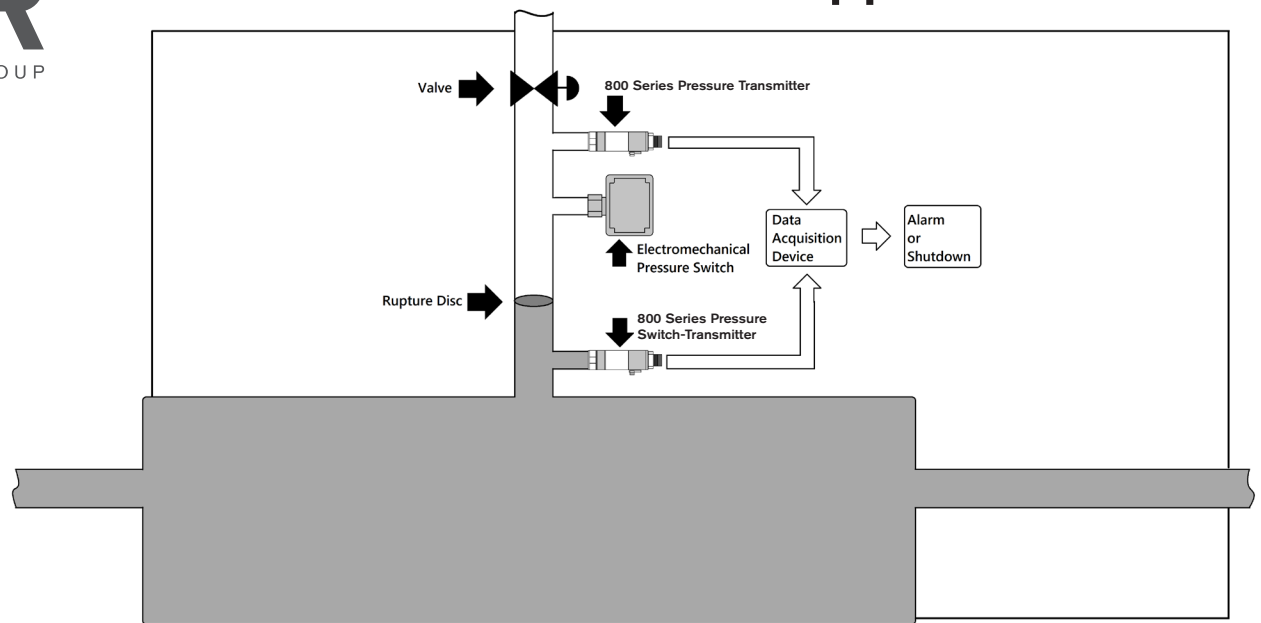 R
OUP
Valve
800 Series Pressure Transmitter
Electromechanical
Pressure Switch
Data
Acquisition
Device
Alarm
or
Shutdown
Rupture Disc
800 Series Pressure
Switch-Transmitter